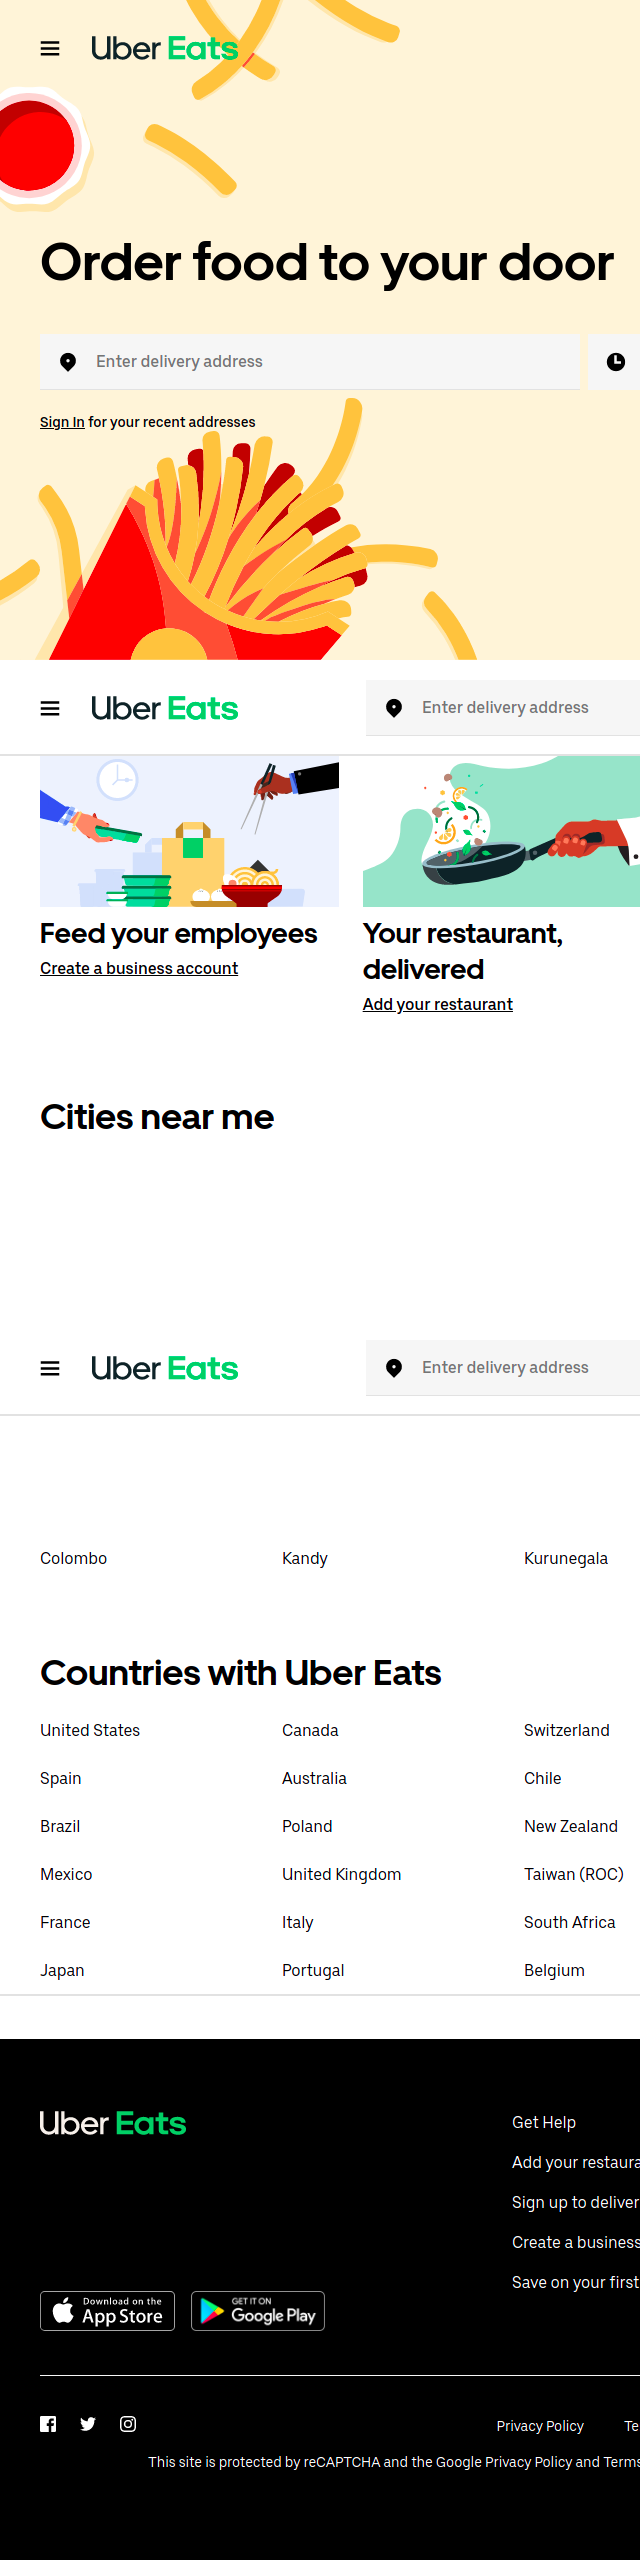 Uber Eats
Order food to your door
Enter delivery address
Sign In for your recent addresses
Uber Eats
Enter delivery address
Feed your employees
Create a business account
Your restaurant,
delivered
Add your restaurant
Cities near me
Uber Eats
Enter delivery address
Colombo
Kandy
Kurunegala
Countries with Uber Eats
United States
Canada
Switzerland
Spain
Australia
Chile
Brazil
Poland
New Zealand
Mexico
United Kingdom
Taiwan (ROC)
France
Italy
South Africa
Japan
Portugal
Belgium
Uber Eats
Get Help
Add your
Sign up to
Create a business
Save on your first
Download on the
App Store
GET IT ON
Google Play
Privacy Policy
This site is protected by reCAPTCHA and the Google Privacy Policy and Terms